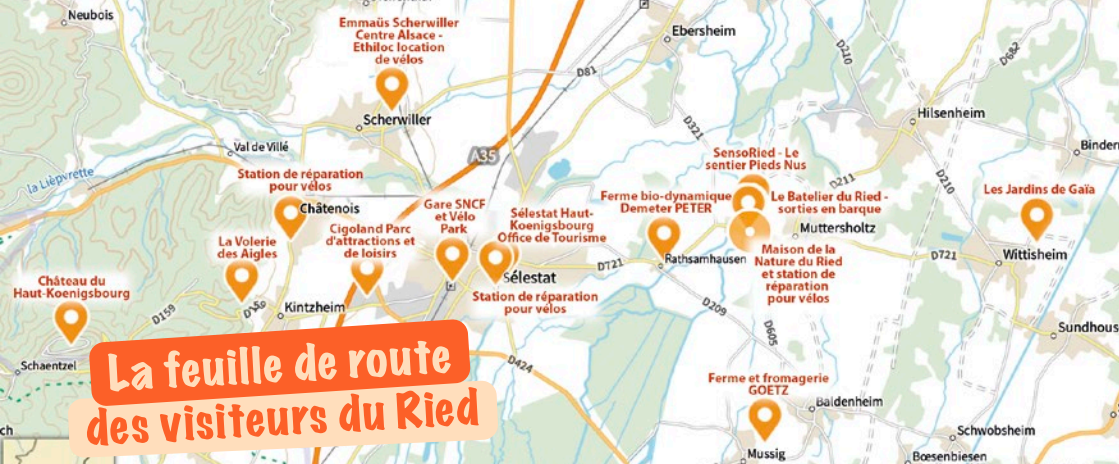 Neubois
Emmaüs Scherwiller
Centre Alsace -
Ethiloc location
de vélos
Ebersheim
D81
D210
D682
Scherwiller
D321
Hilsenheim
A35
Val de Villé
la Lièpvrette
Station de réparation
pour vélos
Châtenois
SensoRied - Le
sentier Pieds Nus
D211
D210
Binder
Ferme bio-dynamique
Demeter PETER
Le Batelier du Ried -
sorties en barque
Muttersholtz
Les Jardins de Gaïa
Wittisheim
Gare SNCF
et Vélo
Park
Sélestat Haut-
Koenigsbourg
Office de Tourisme
Cigoland Parc
d'attractions et
de loisirs
La Volerie
des Aigles
Sélestat
Station de réparation
pour vélos
D721
Rathsamhausen
Maison de la
Nature du Ried
et station de
réparation
pour vélos
D721
Château du
Haut-Koenigsbourg
D159
D159
Kintzheim
D209
D605
Sundhous
Schaentzel
La feuille de route
des visiteurs du Ried
D424
Ferme et fromagerie
GOETZ
Baldenheim
Mussig
Schwobsheim
Bœsenbiesen
ch